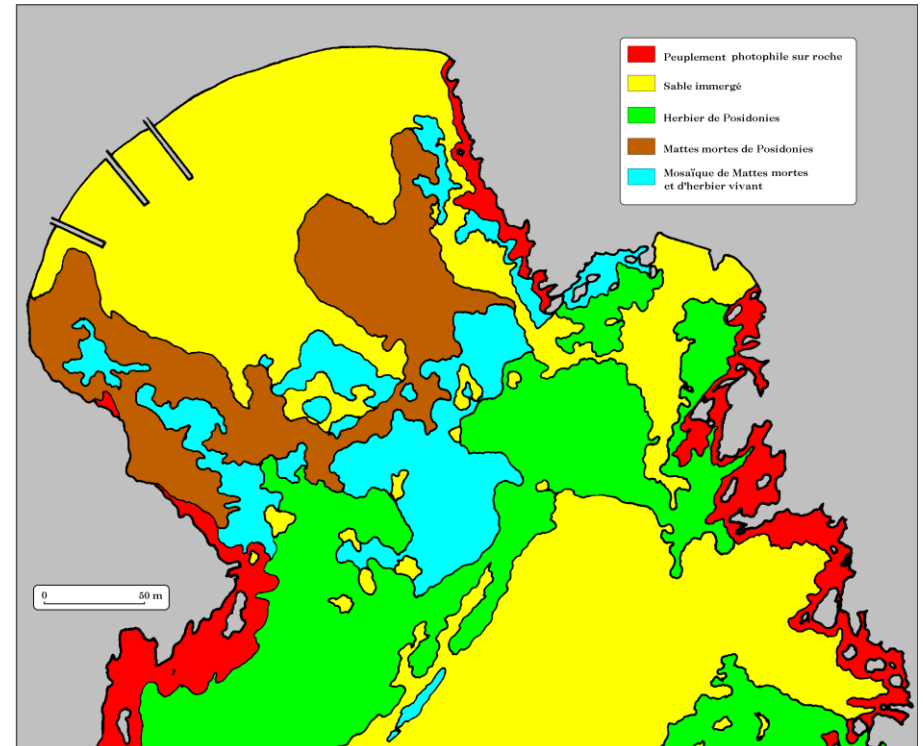 Peuplement photophile sur roche
Sable immergé
Herbier de Posidonies
Mattes mortes de Posidonies
Mosaïque de Mattes mortes
et d'herbier vivant
0 50 m